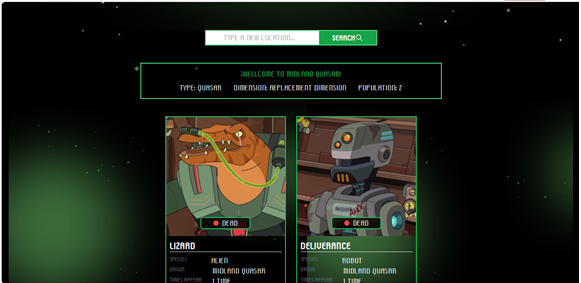 TYPE A NEW LOCATION...
SEARCH
¡WELLCOME TO MIDLAND QUASAR!
TYPE: QUASAR DIMENSION: REPLACEMENT DIMENSION POPULATION: 2
DEAD DEAD
LIZARD DELIVERANCE
SPECIES ALIEN SPECIES ROBOT
ORIGIN MIDLAND QUASAR ORIGIN MIDLAND QUASAR
TIMES APPEAR 1 TIME TIMES APPEAR 1 TIME